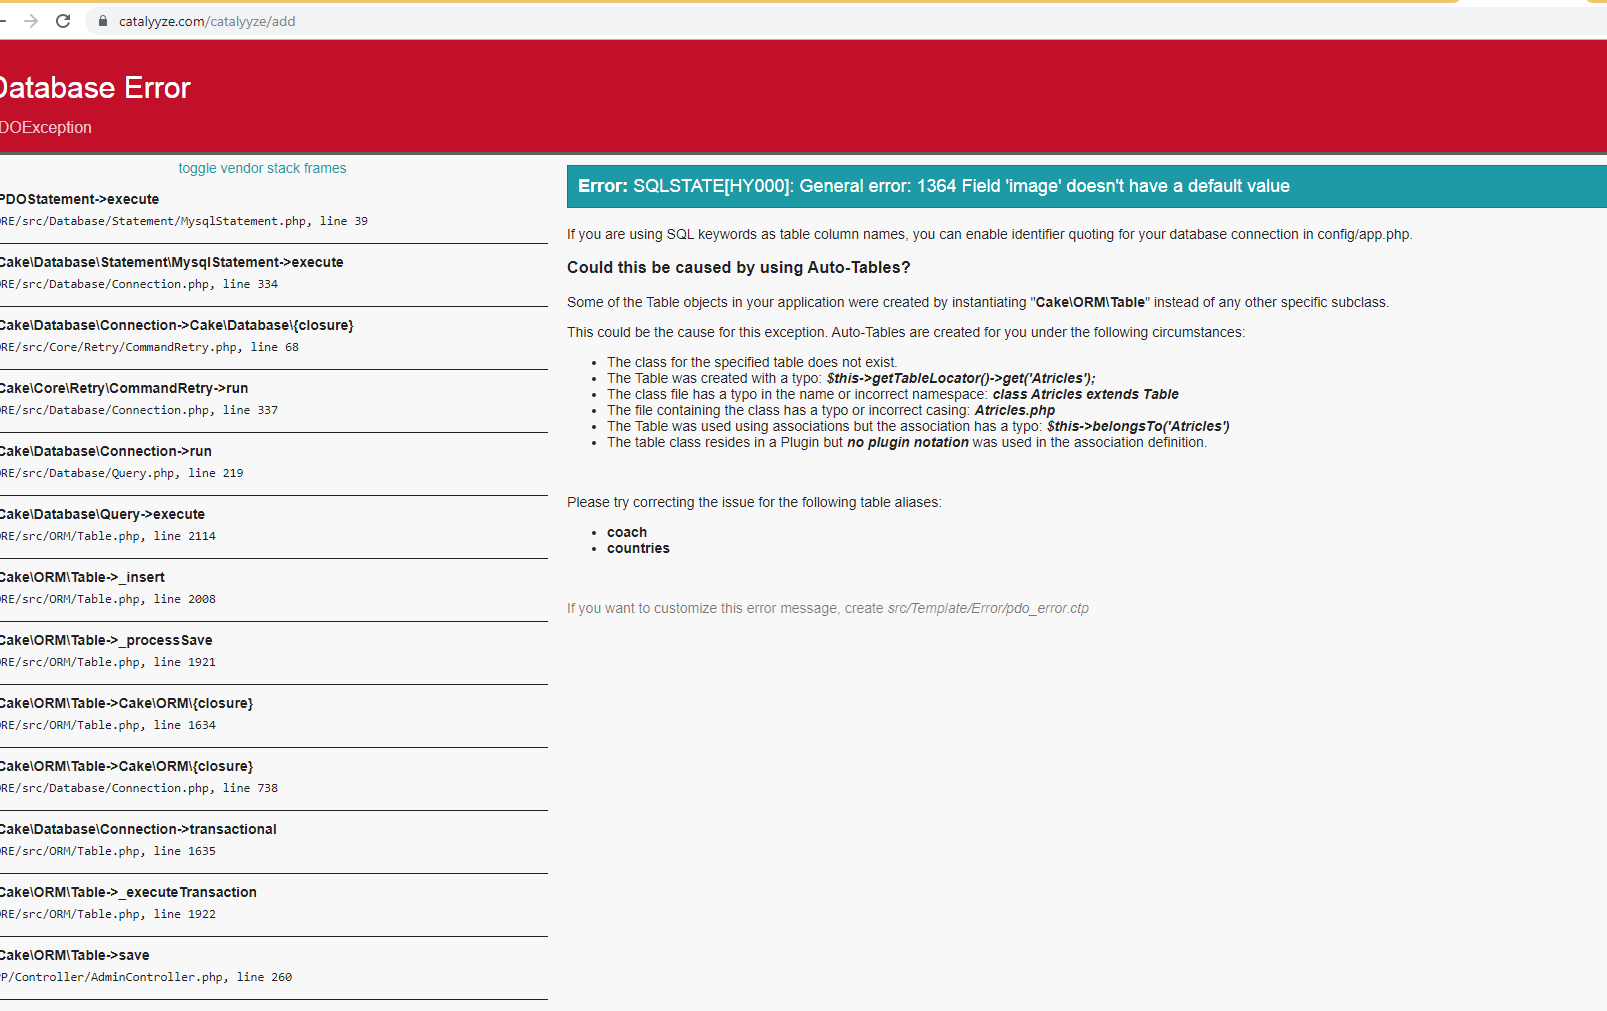 catalyyze.com/catalyyze/add
Database Error
DOException
toggle vendor stack frames
PDOStatement->execute
RE/src/Database/Statement/MysqlStatement.php, line 39
Cake\Database\Statement\MysqlStatement->execute
RE/src/Database/Connection.php, line 334
Cake\Database\Connection->Cake\Database\{closure}
RE/src/Core/Retry/CommandRetry.php, line 68
Cake\Core\Retry\CommandRetry->run
RE/src/Database/Connection.php, line 337
Cake\Database\Connection->run
RE/src/Database/Query.php, line 219
Cake\Database\Query->execute
RE/src/ORM/Table.php, line 2114
Cake\ORM\Table->_insert
RE/src/ORM/Table.php, line 2008
Cake\ORM\Table->_processSave
RE/src/ORM/Table.php, line 1921
Cake\ORM\Table->Cake\ORM\{closure}
RE/src/ORM/Table.php, line 1634
Cake\ORM\Table->Cake\ORM\{closure}
RE/src/Database/Connection.php, line 738
Cake\Database\Connection->transactional
RE/src/ORM/Table.php, line 1635
Cake\ORM\Table->_executeTransaction
RE/src/ORM/Table.php, line 1922
Cake\ORM\Table->save
P/Controller/AdminController.php, line 260
Error: SQLSTATE[HY000]: General error: 1364 Field 'image' doesn't have a default value
If you are using SQL keywords as table column names, you can enable identifier quoting for your database connection in config/app.php.
Could this be caused by using Auto-Tables?
Some of the Table objects in your application were created by instantiating "Cake\ORM\Table" instead of any other specific subclass.
This could be the cause for this exception. Auto-Tables are created for you under the following circumstances:
• The class for the specified table does not exist.
• The Table was created with a typo: $this->getTableLocator()->get('Atricles');
• The class file has a typo in the name or incorrect namespace: class Atricles extends Table
• The file containing the class has a typo or incorrect casing: Atricles.php
• The Table was used using associations but the association has a typo: $this->belongsTo('Atricles')
• The table class resides in a Plugin but no plugin notation was used in the association definition.
Please try correcting the issue for the following table aliases:
• coach
• countries
If you want to customize this error message, create src/Template/Error/pdo_error.ctp